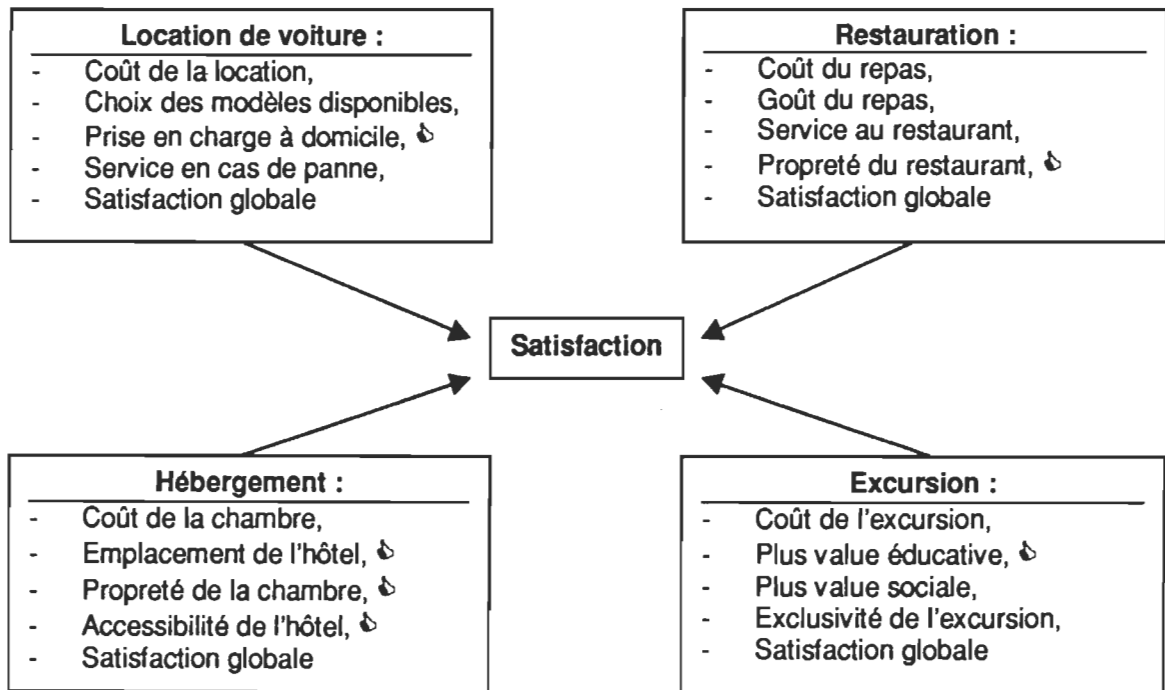 Location de voiture :
- Coût de la location,
- Choix des modèles disponibles,
- Prise en charge à domicile, 👍
- Service en cas de panne,
- Satisfaction globale
Restauration :
- Coût du repas,
- Goût du repas,
- Service au restaurant,
- Propreté du restaurant, 👍
- Satisfaction globale
Satisfaction
Hébergement :
- Coût de la chambre,
- Emplacement de l'hôtel, 👍
- Propreté de la chambre, 👍
- Accessibilité de l'hôtel, 👍
- Satisfaction globale
Excursion :
- Coût de l'excursion,
- Plus value éducative, 👍
- Plus value sociale,
- Exclusivité de l'excursion,
- Satisfaction globale